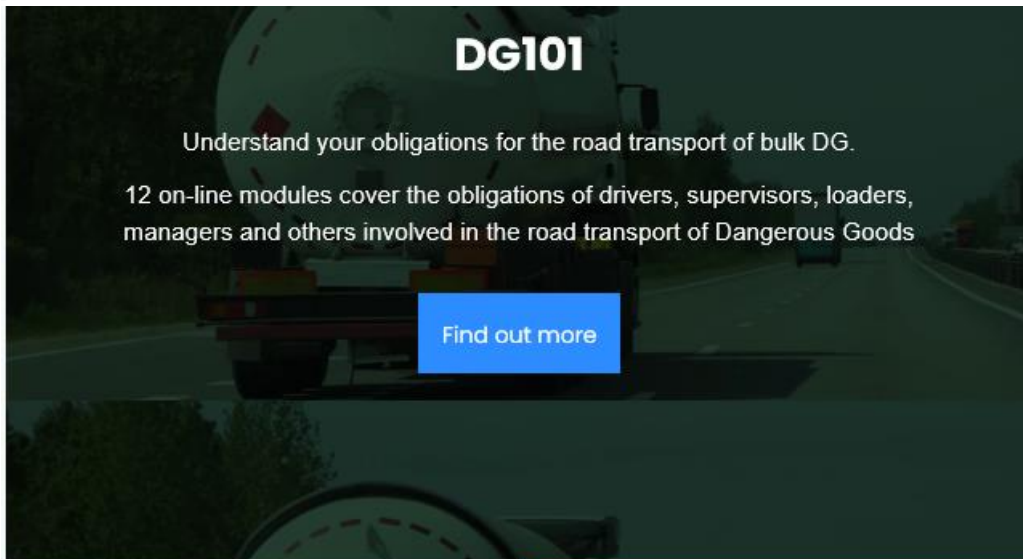 DG101
Understand your obligations for the road transport of bulk DG.
12 on-line modules cover the obligations of drivers, supervisors, loaders,
managers and others involved in the road transport of Dangerous Goods
Find out more